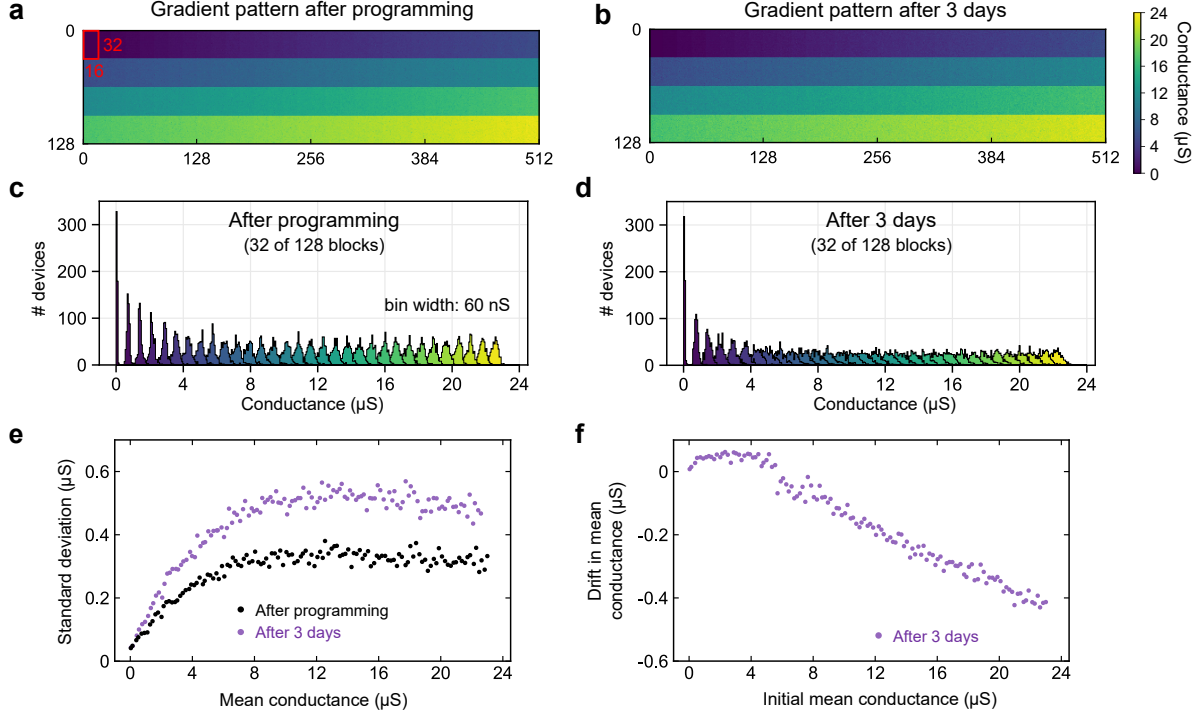 a
Gradient pattern after programming
0
32
16
128
0
128
256
384
512
b
Gradient pattern after 3 days
0
128
0
128
256
384
512
24
20
16
12
8
4
0
Conductance (µS)
c
After programming
(32 of 128 blocks)
bin width: 60 nS
# devices
300
200
100
0
0
4
8
12
16
20
24
Conductance (µS)
d
After 3 days
(32 of 128 blocks)
# devices
300
200
100
0
0
4
8
12
16
20
24
Conductance (µS)
e
Standard deviation (µS)
0.6
0.4
0.2
0
After programming
After 3 days
0
4
8
12
16
20
24
Mean conductance (µS)
f
Drift in mean
conductance (µS)
0
-0.2
-0.4
-0.6
After 3 days
0
4
8
12
16
20
24
Initial mean conductance (µS)